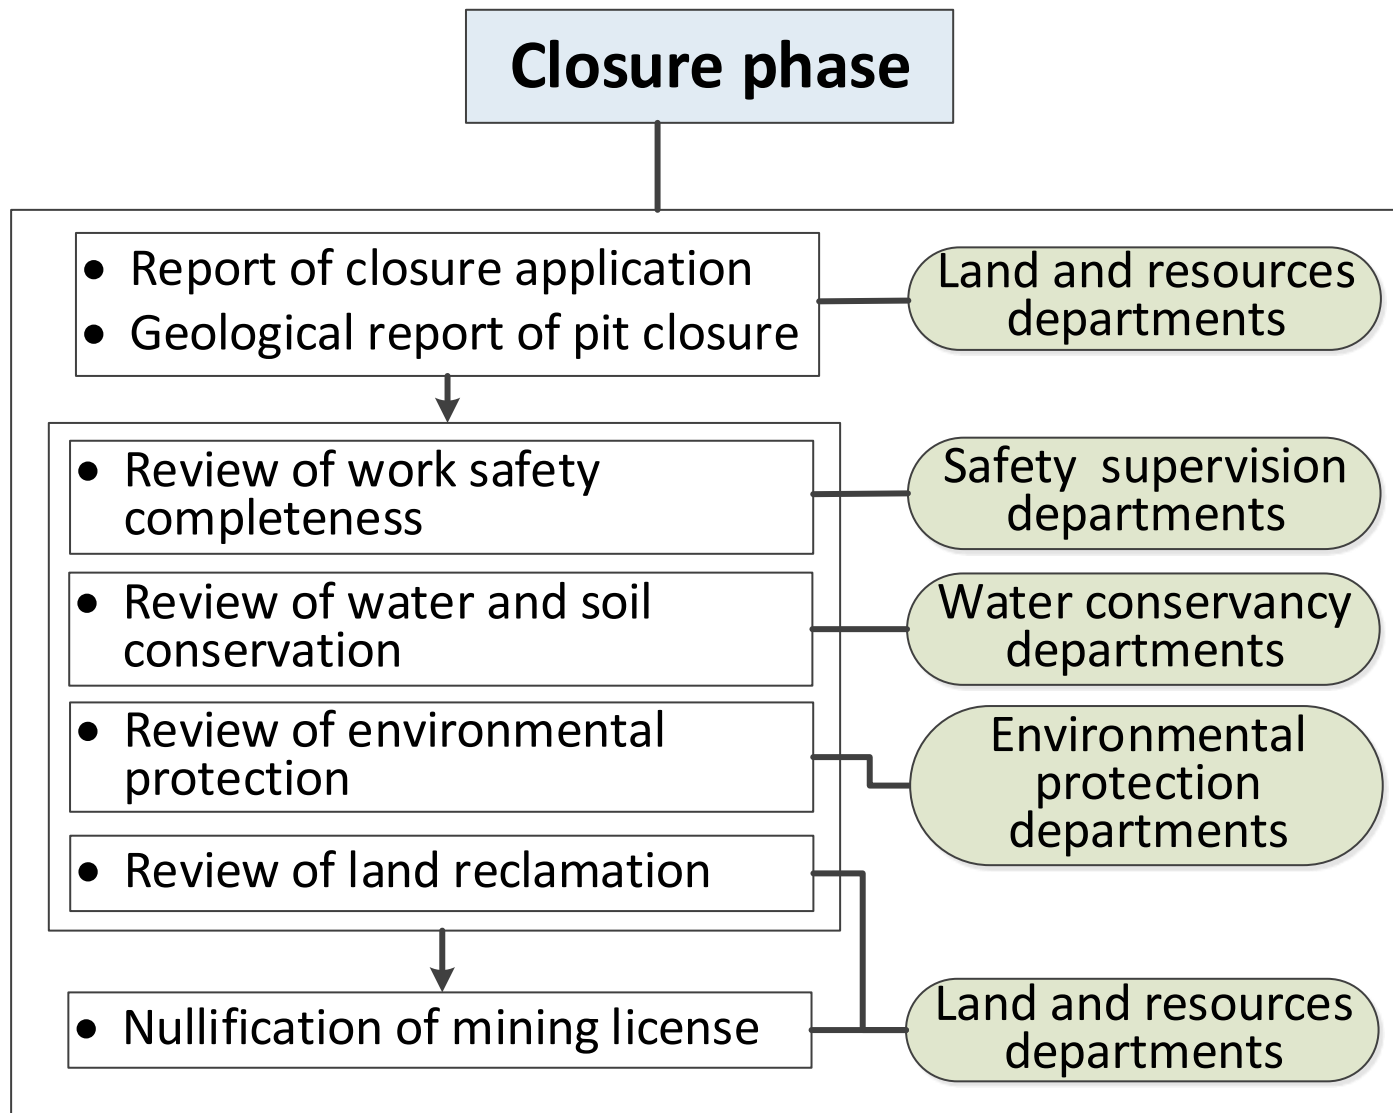 Closure phase
• Report of closure application
• Geological report of pit closure
Land and resources
departments
• Review of work safety
completeness
Safety supervision
departments
• Review of water and soil
conservation
Water conservancy
departments
• Review of environmental
protection
Environmental
protection
departments
• Review of land reclamation
• Nullification of mining license
Land and resources
departments